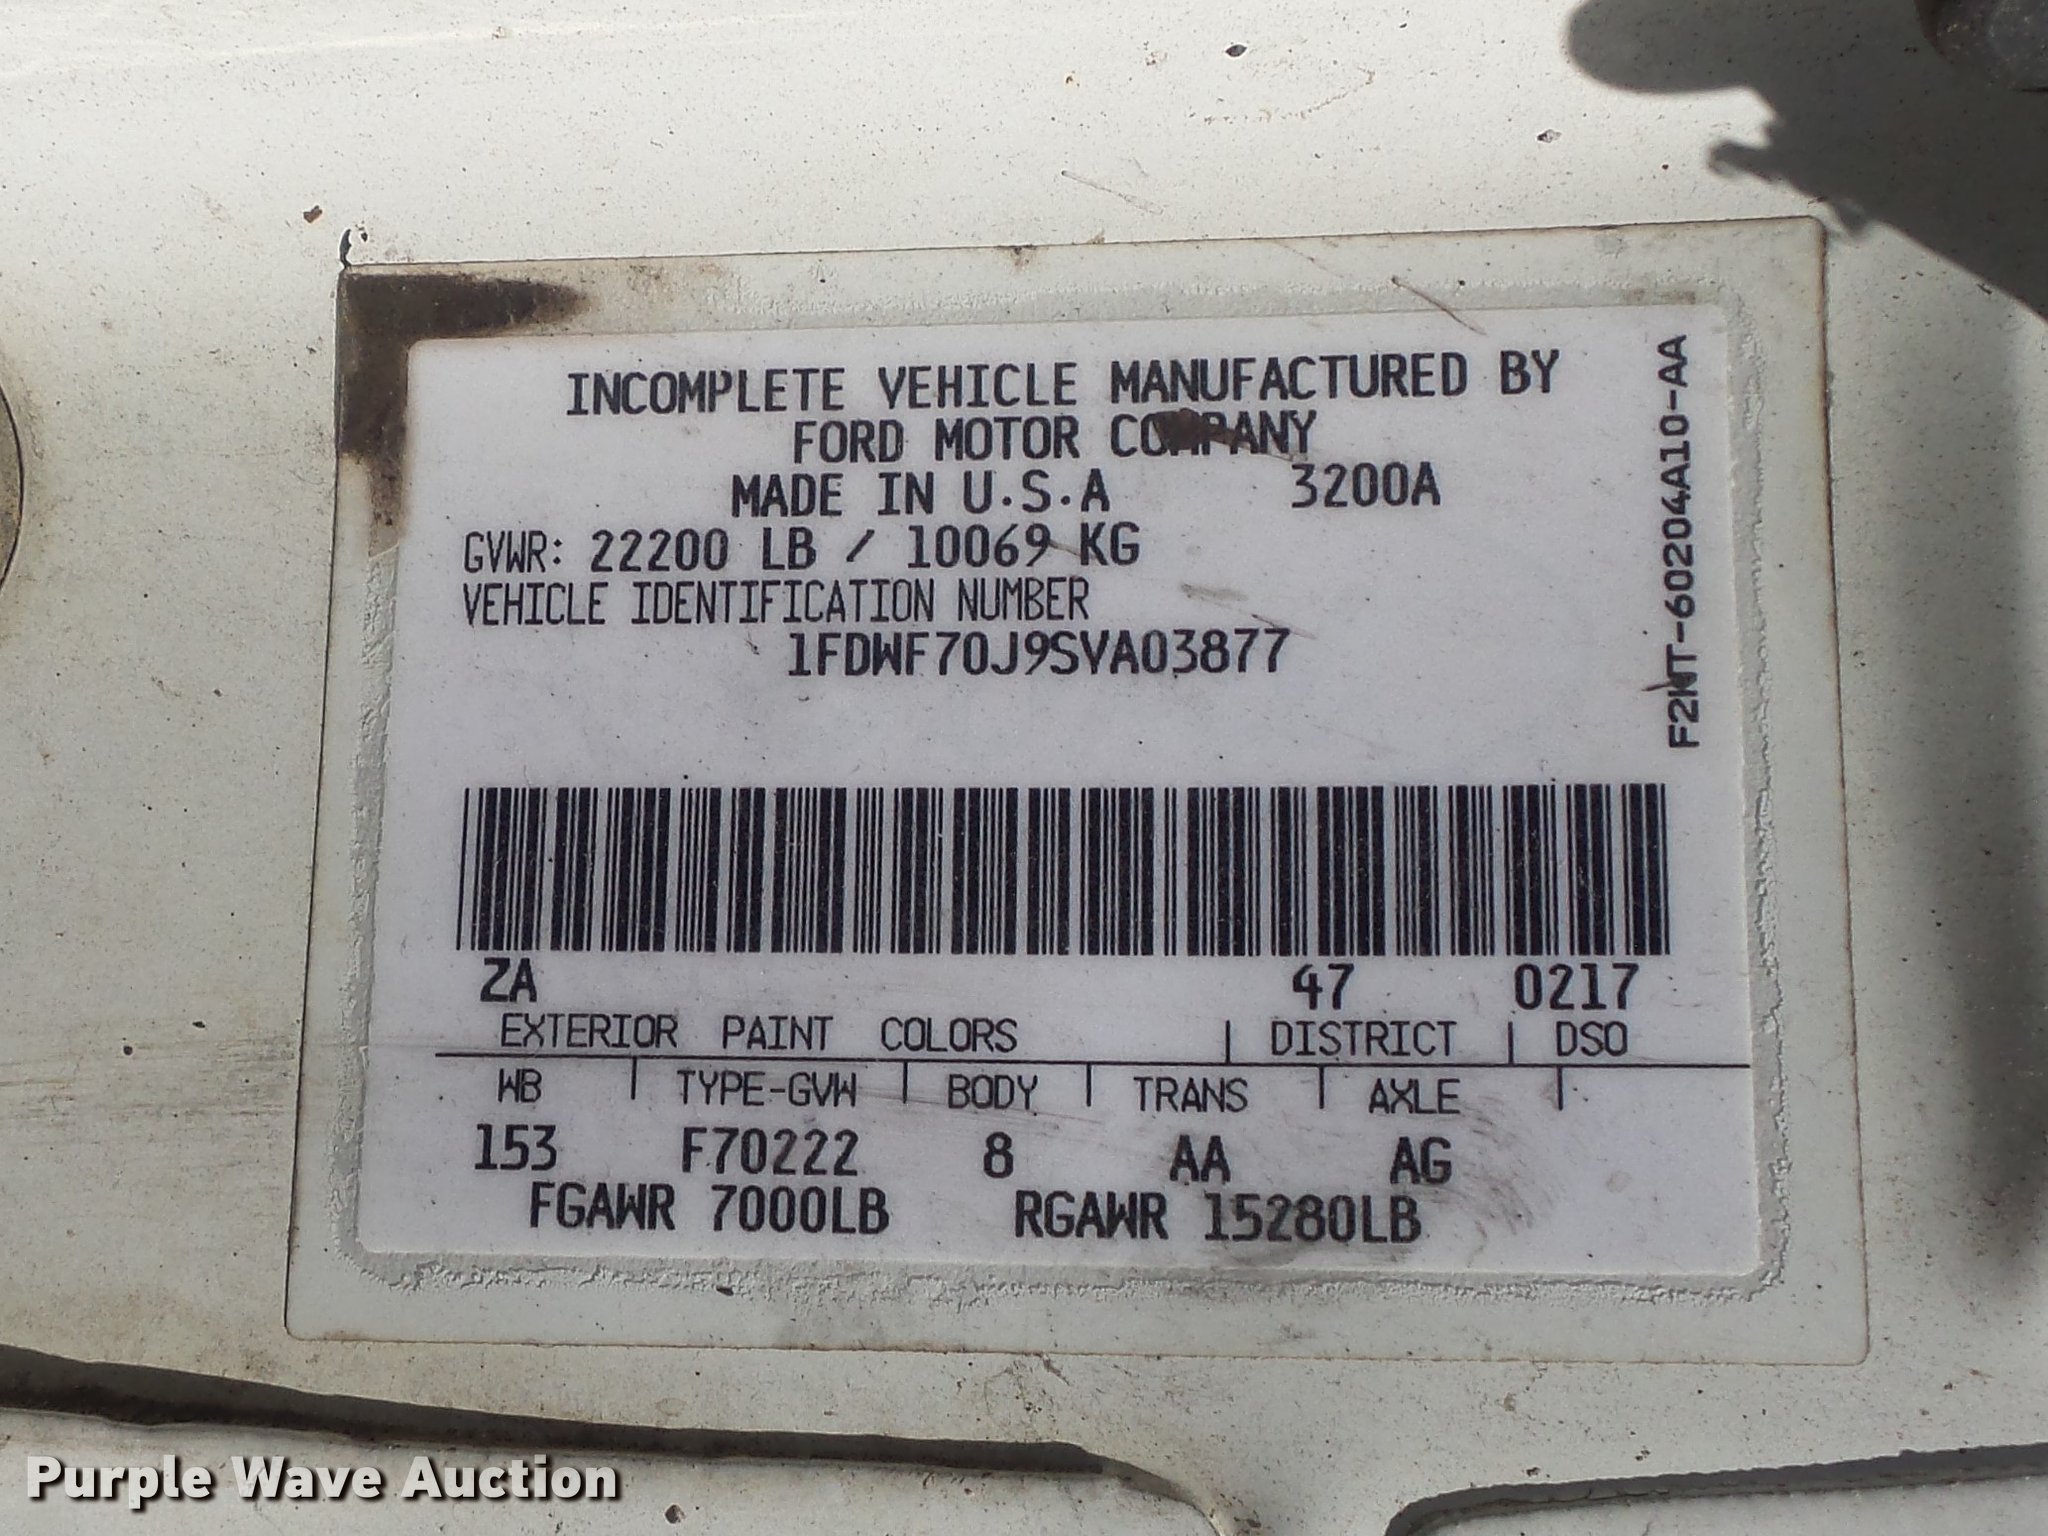 INCOMPLETE VEHICLE MANUFACTURED BY
FORD MOTOR COMPANY
MADE IN U.S.A 3200A
GVWR: 22200 LB / 10069 KG
VEHICLE IDENTIFICATION NUMBER
1FDWF70J9SVA03877
F2WT-60204A10-AA
ZA 47 0217
EXTERIOR PAINT COLORS | DISTRICT | DSO
WB | TYPE-GVW | BODY | TRANS | AXLE |
153 F70222 8 AA AG
FGAWR 7000LB RGAWR 15280LB
Purple Wave Auction